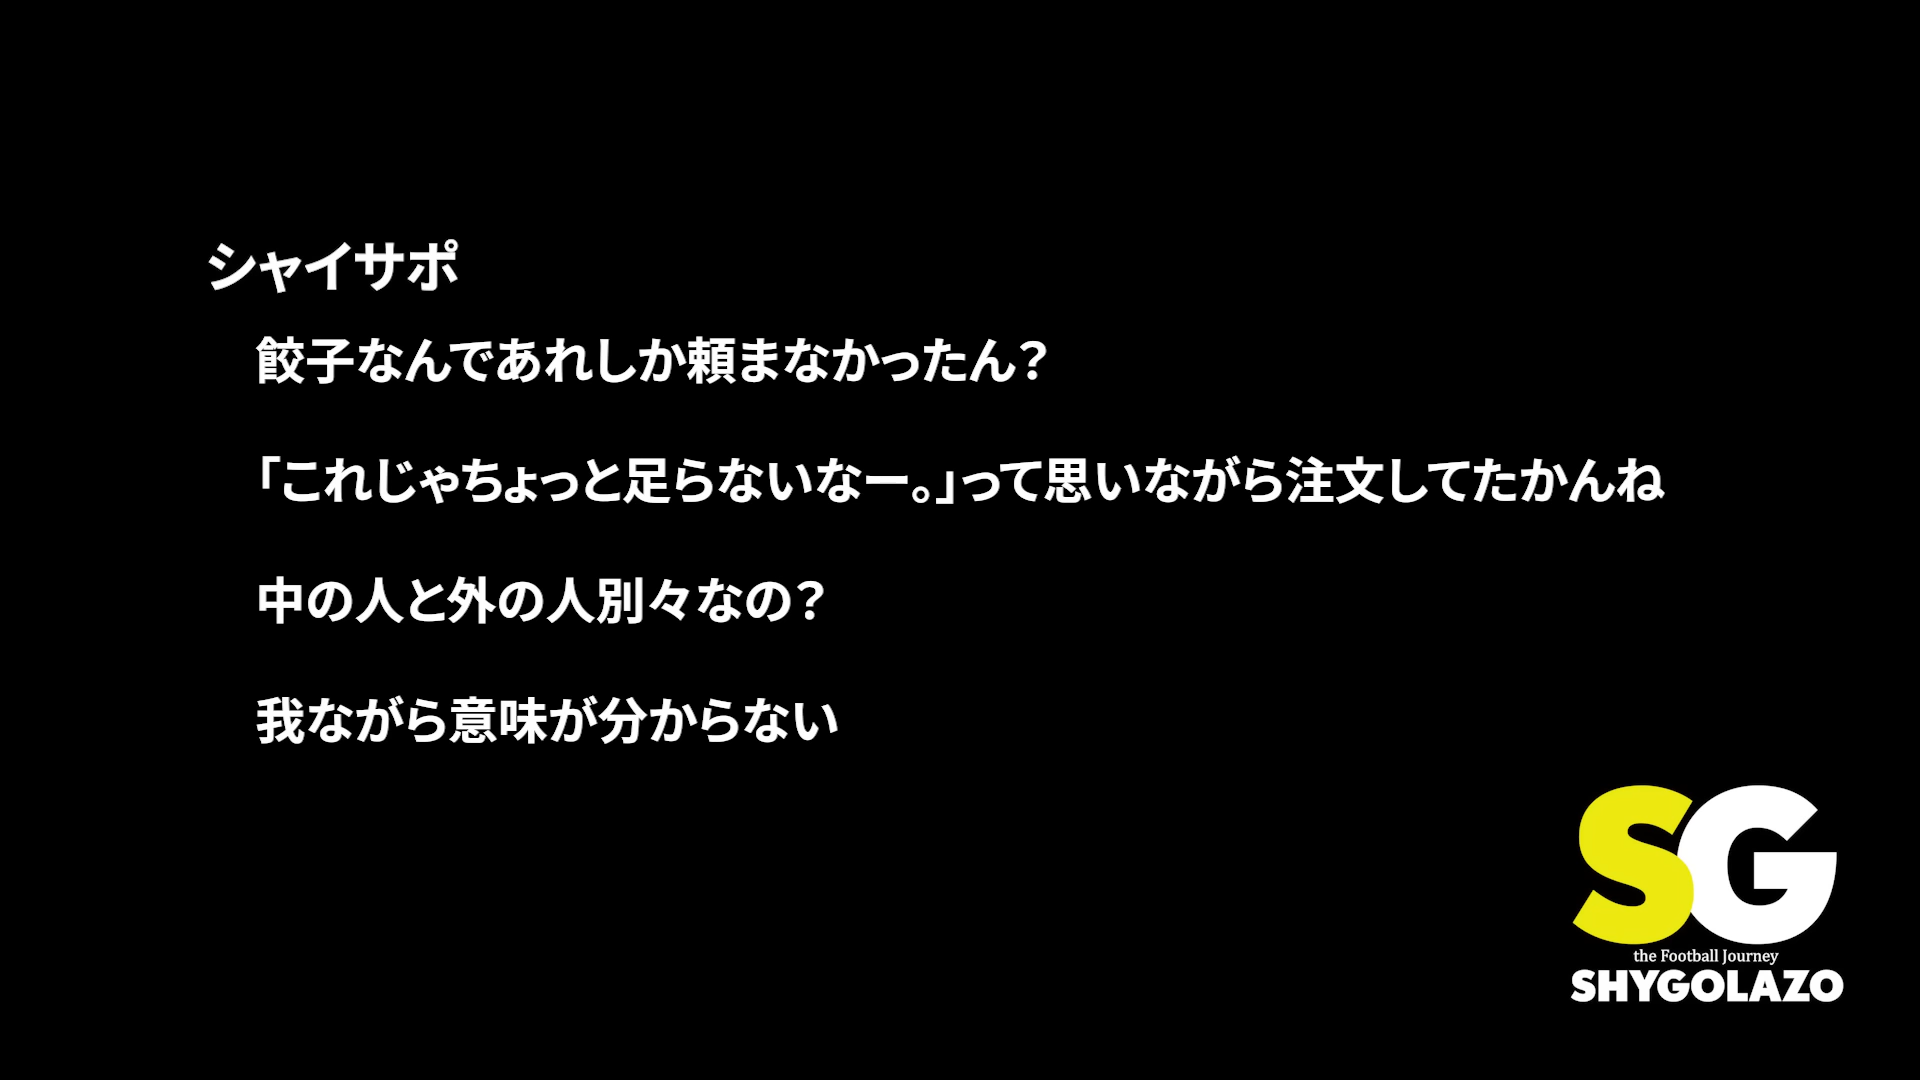 シャイサポ
餃子なんであれしか頼まなかったん？
「これじゃちょっと足らないなー。」って思いながら注文してたかんね
中の人と外の人別々なの？
我ながら意味が分からない
SG
the Football Journey
SHYGOLAZO